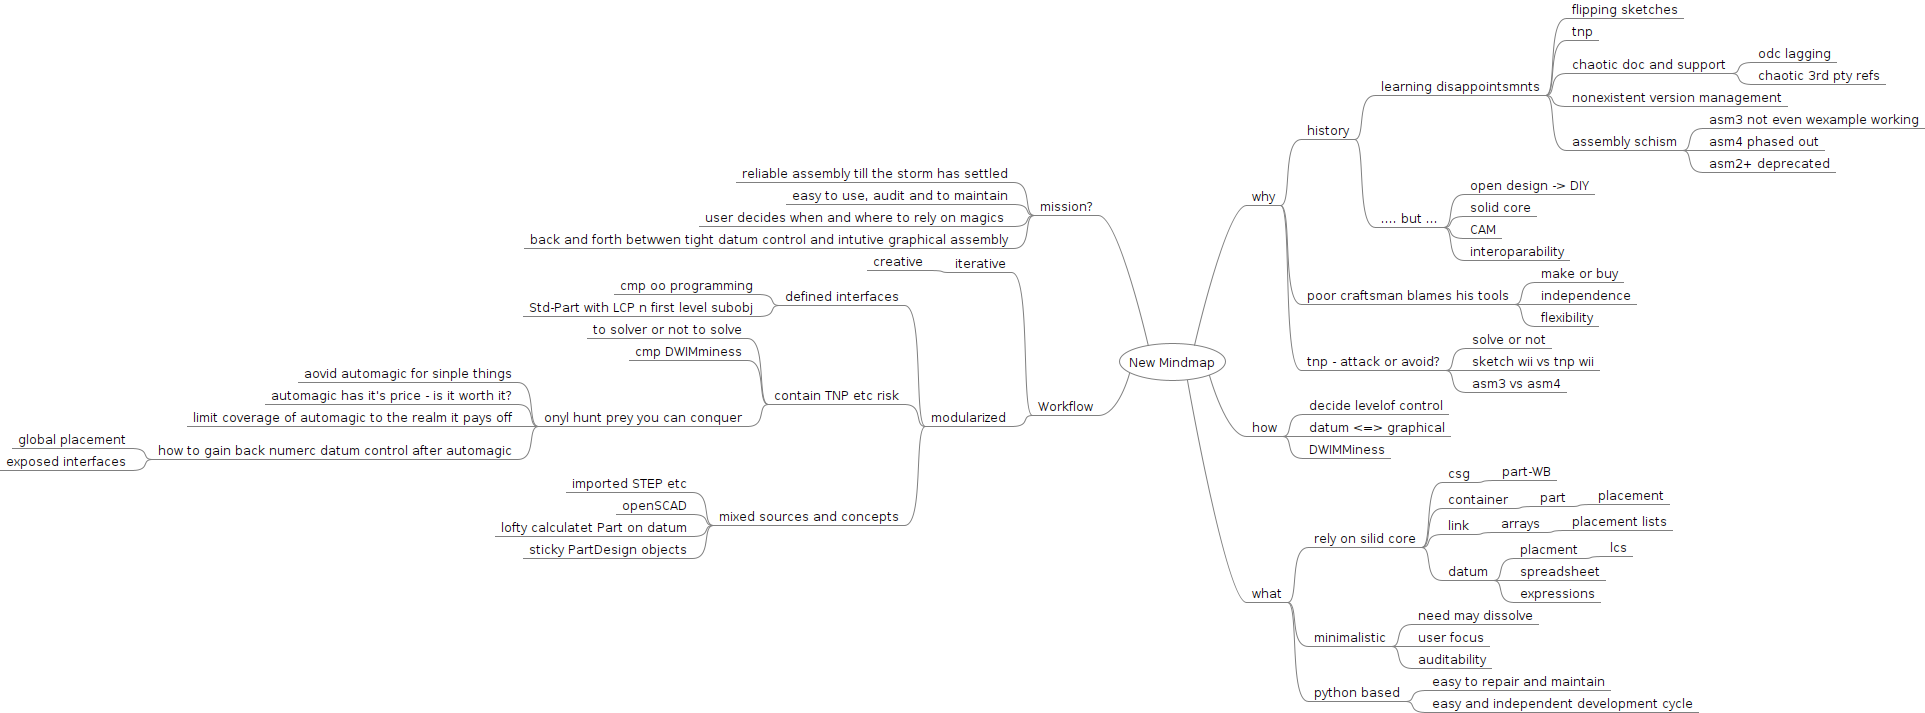 New Mindmap
why
history
learning disappointsmnts
flipping sketches
tnp
chaotic doc and support
odc lagging
chaotic 3rd pty refs
nonexistent version management
assembly schism
asm3 not even wexample working
asm4 phased out
asm2+ deprecated
.... but ...
open design -> DIY
solid core
CAM
interoparability
poor craftsman blames his tools
make or buy
independence
flexibility
tnp - attack or avoid?
solve or not
sketch wii vs tnp wii
asm3 vs asm4
how
decide levelof control
datum <=> graphical
DWIMMiness
what
rely on silid core
csg
part-WB
container
part
placement
link
arrays
placement lists
datum
placment
lcs
spreadsheet
expressions
minimalistic
need may dissolve
user focus
auditability
python based
easy to repair and maintain
easy and independent development cycle
mission?
reliable assembly till the storm has settled
easy to use, audit and to maintain
user decides when and where to rely on magics
back and forth betwwen tight datum control and intutive graphical assembly
Workflow
iterative
creative
modularized
defined interfaces
cmp oo programming
Std-Part with LCP n first level subobj
contain TNP etc risk
to solver or not to solve
cmp DWIMminess
onyl hunt prey you can conquer
aovid automagic for sinple things
automagic has it's price - is it worth it?
limit coverage of automagic to the realm it pays off
how to gain back numerc datum control after automagic
global placement
exposed interfaces
mixed sources and concepts
imported STEP etc
openSCAD
lofty calculatet Part on datum
sticky PartDesign objects